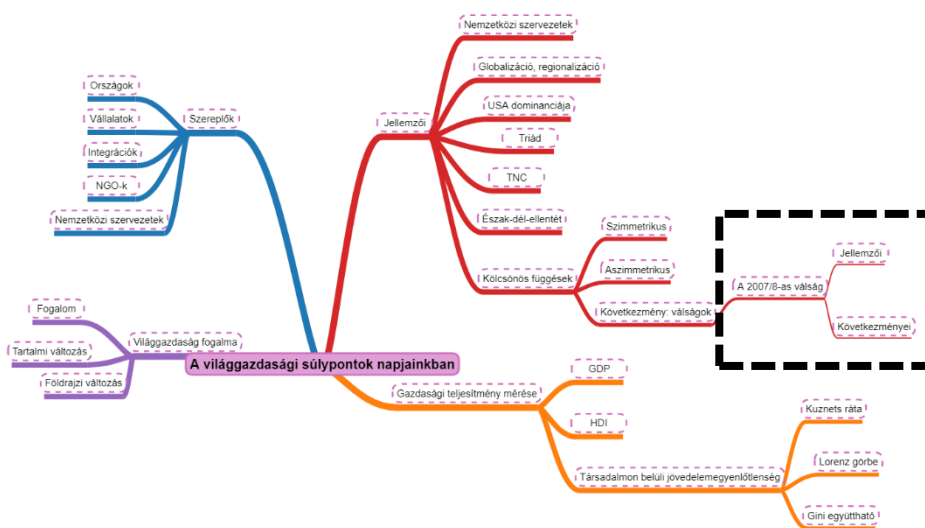 Országok
Vállalatok
Integrációk
NGO-k
Nemzetközi szervezetek
Szereplők
Fogalom
Tartalmi változás
Földrajzi változás
Világgazdaság fogalma
A világgazdasági súlypontok napjainkban
Jellemzői
Nemzetközi szervezetek
Globalizáció, regionalizáció
USA dominanciája
Triád
TNC
Észak-dél-ellentét
Kölcsönös függések
Szimmetrikus
Aszimmetrikus
Következmény: válságok
A 2007/8-as válság
Jellemzői
Következményei
Gazdasági teljesítmény mérése
GDP
HDI
Társadalmon belüli jövedelemegyenlőtlenség
Kuznets ráta
Lorenz görbe
Gini együttható